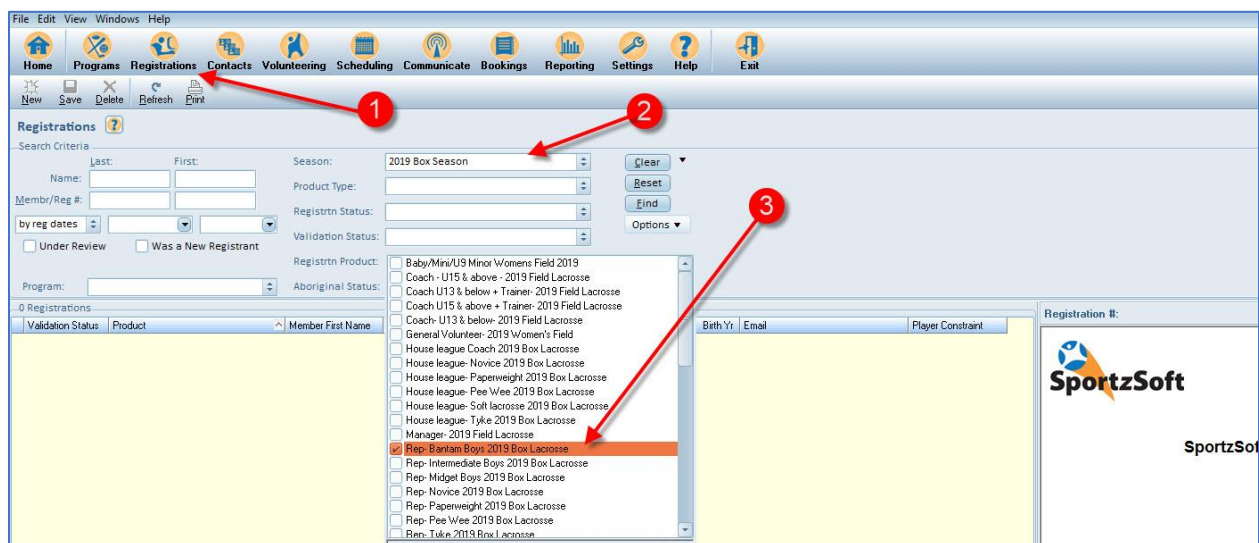 File Edit View Windows Help
Home Programs Registrations Contacts Volunteering Scheduling Communicate Bookings Reporting Settings Help Exit
New Save Delete Refresh Print
1
2
Registrations ?
Search Criteria
Last: First: Season: 2019 Box Season Clear
Name: Product Type: Reset
Membr/Reg #: Registrtn Status: Find
3
by reg dates Validation Status: Options
Under Review Was a New Registrant
Registrtn Product: Baby/Mini/U9 Minor Womens Field 2019
Coach - U15 & above - 2019 Field Lacrosse
Program: Aboriginal Status: Coach U13 & below + Trainer- 2019 Field Lacrosse
Coach U15 & above + Trainer- 2019 Field Lacrosse
0 Registrations
Registration #:
Validation Status Product Member First Name Birth Yr Email Player Constraint
Coach- U13 & below- 2019 Field Lacrosse
General Volunteer- 2019 Women's Field
House league Coach 2019 Box Lacrosse
House league- Novice 2019 Box Lacrosse
House league- Paperweight 2019 Box Lacrosse
House league- Pee Wee 2019 Box Lacrosse
House league- Soft lacrosse 2019 Box Lacrosse
House league- Tyke 2019 Box Lacrosse
Manager- 2019 Field Lacrosse
Rep- Bantam Boys 2019 Box Lacrosse
Rep- Intermediate Boys 2019 Box Lacrosse
Rep- Midget Boys 2019 Box Lacrosse
Rep- Novice 2019 Box Lacrosse
Rep- Paperweight 2019 Box Lacrosse
Rep- Pee Wee 2019 Box Lacrosse
Rep- Tyke 2019 Box Lacrosse
SportzSoft
SportzSof